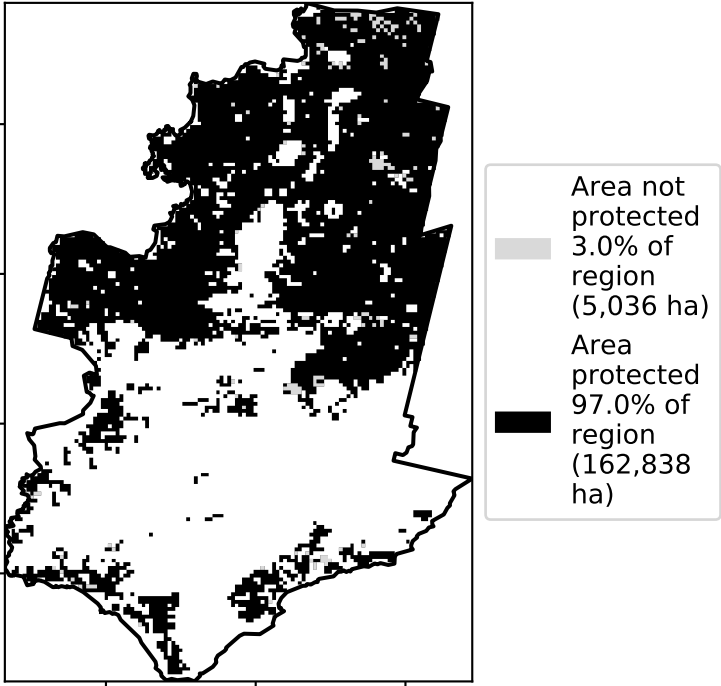 Area not
protected
3.0% of
region
(5,036 ha)
Area
protected
97.0% of
region
(162,838
ha)